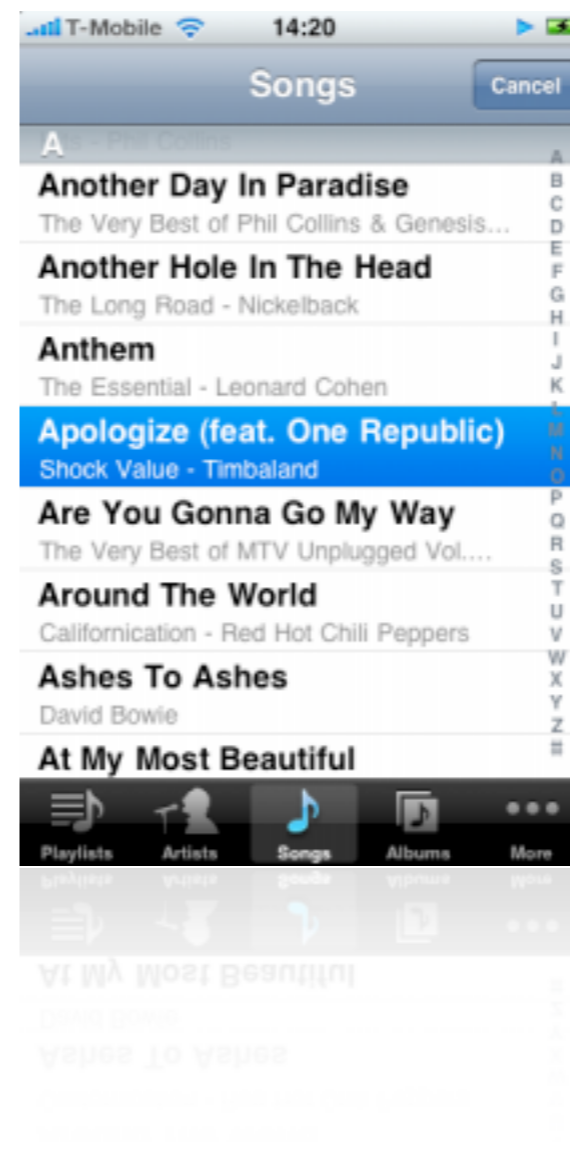 T-Mobile 14:20
Songs Cancel
A
- Phil Collins
Another Day In Paradise
The Very Best of Phil Collins & Genesis...
Another Hole In The Head
The Long Road - Nickelback
Anthem
The Essential - Leonard Cohen
Apologize (feat. One Republic)
Shock Value - Timbaland
Are You Gonna Go My Way
The Very Best of MTV Unplugged Vol....
Around The World
Californication - Red Hot Chili Peppers
Ashes To Ashes
David Bowie
At My Most Beautiful
A
B
C
D
E
F
G
H
I
J
K
L
M
N
O
P
Q
R
S
T
U
V
W
X
Y
Z
#
Playlists Artists Songs Albums More